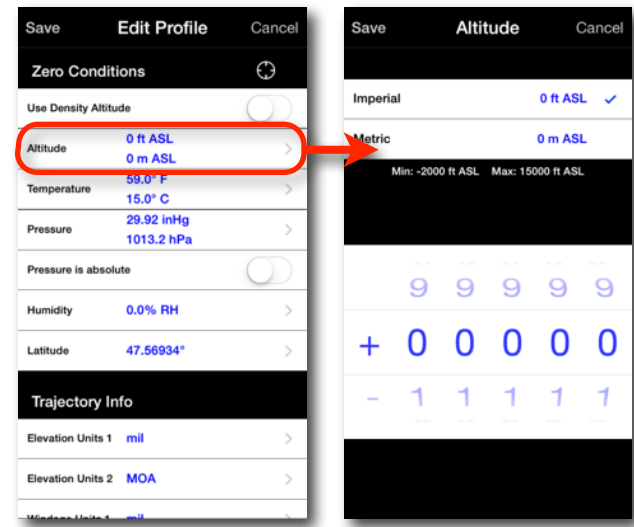 Save Edit Profile Cancel
Zero Conditions
Use Density Altitude
Altitude 0 ft ASL
0 m ASL
Temperature 59.0° F
15.0° C
Pressure 29.92 inHg
1013.2 hPa
Pressure is absolute
Humidity 0.0% RH
Latitude 47.56934°
Trajectory Info
Elevation Units 1 mil
Elevation Units 2 MOA
Windage Units 1 mil
Save Altitude Cancel
Imperial 0 ft ASL ✓
Metric 0 m ASL
Min: -2000 ft ASL Max: 15000 ft ASL
9 9 9 9 9
+ 0 0 0 0 0
- 1 1 1 1 1